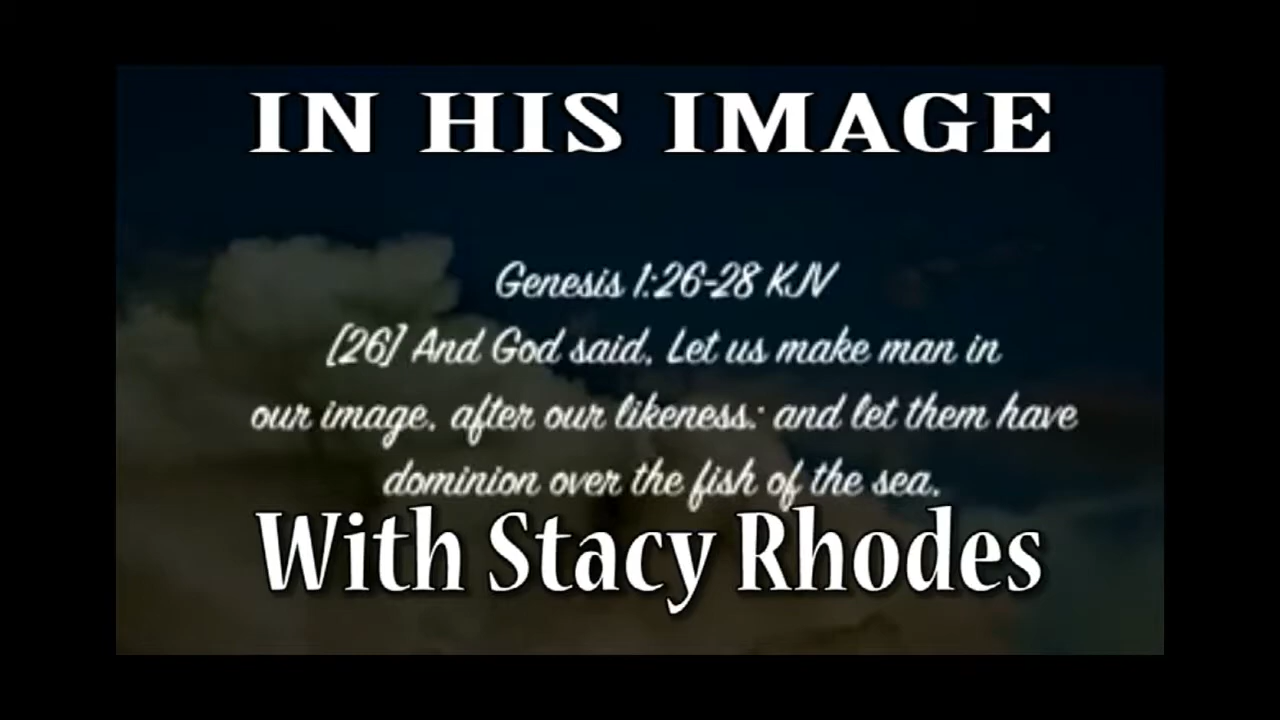 IN HIS IMAGE
Genesis 1:26-28 KJV
[26] And God said, Let us make man in
our image, after our likeness: and let them have
dominion over the fish of the sea,
With Stacy Rhodes